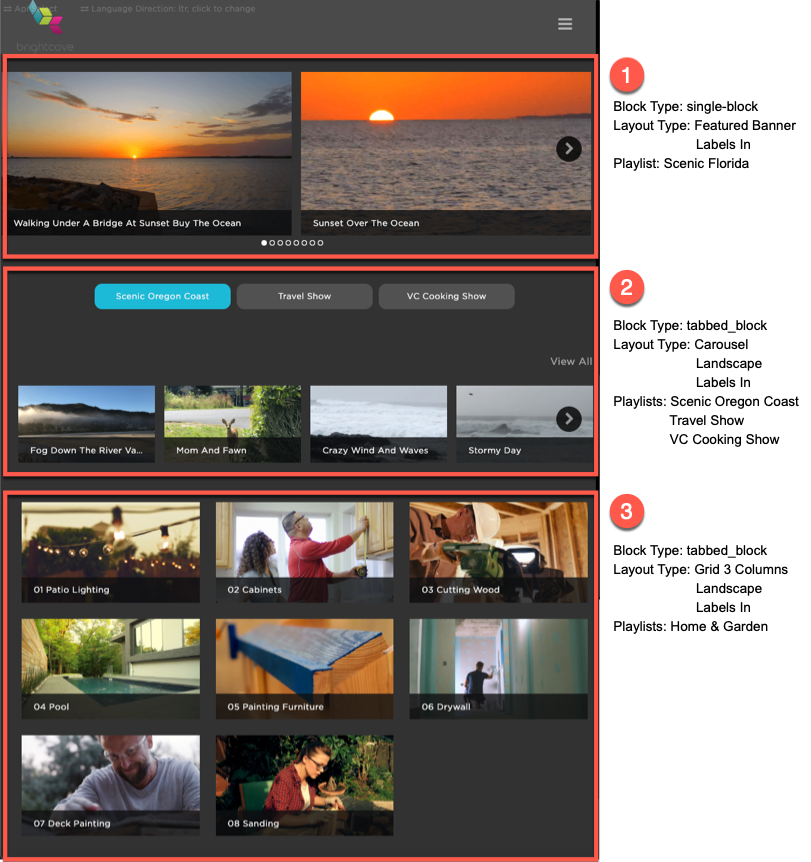 Language Direction: ltr, click to change
brightcove
Walking Under A Bridge At Sunset Buy The Ocean
Sunset Over The Ocean
1
Block Type: single-block
Layout Type: Featured Banner
Labels In
Playlist: Scenic Florida
Scenic Oregon Coast
Travel Show
VC Cooking Show
View All
Fog Down The River Va...
Mom And Fawn
Crazy Wind And Waves
Stormy Day
2
Block Type: tabbed_block
Layout Type: Carousel
Landscape
Labels In
Playlists: Scenic Oregon Coast
Travel Show
VC Cooking Show
01 Patio Lighting
02 Cabinets
03 Cutting Wood
04 Pool
05 Painting Furniture
06 Drywall
07 Deck Painting
08 Sanding
3
Block Type: tabbed_block
Layout Type: Grid 3 Columns
Landscape
Labels In
Playlists: Home & Garden